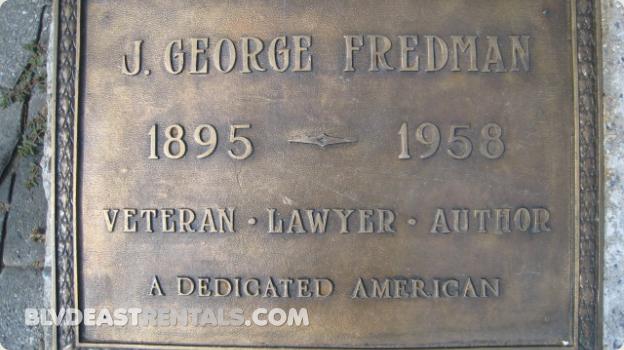 J. GEORGE FREDMAN
1895 1958
VETERAN · LAWYER · AUTHOR
A DEDICATED AMERICAN
BLVDEASTRENTALS.COM